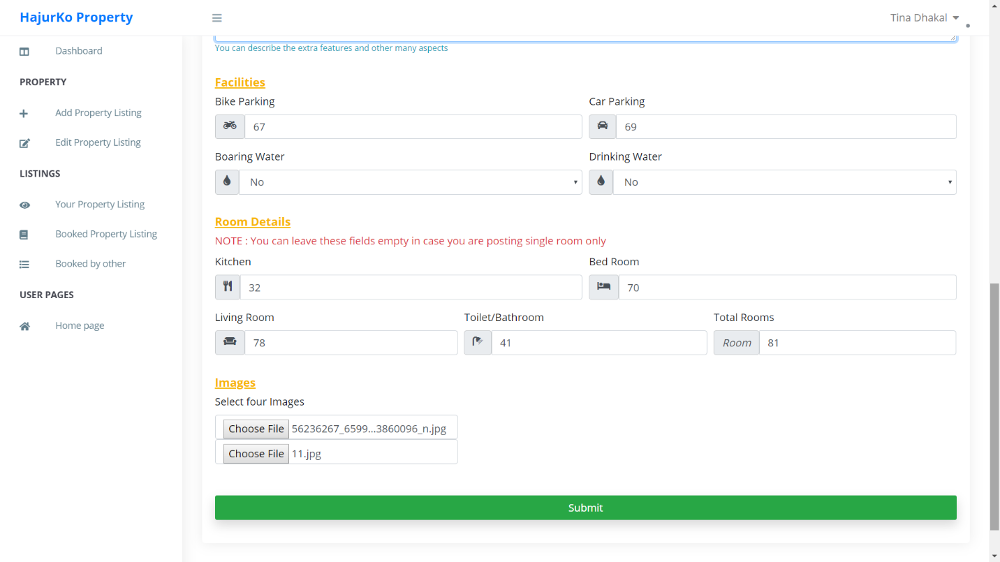 HajurKo Property
Tina Dhakal
Dashboard
PROPERTY
Add Property Listing
Edit Property Listing
LISTINGS
Your Property Listing
Booked Property Listing
Booked by other
USER PAGES
Home page
You can describe the extra features and other many aspects
Facilities
Bike Parking Car Parking
67 69
Boaring Water Drinking Water
No No
Room Details
NOTE : You can leave these fields empty in case you are posting single room only
Kitchen Bed Room
32 70
Living Room Toilet/Bathroom Total Rooms
78 41 Room 81
Images
Select four Images
Choose File 56236267_6599...3860096_n.jpg
Choose File 11.jpg
Submit